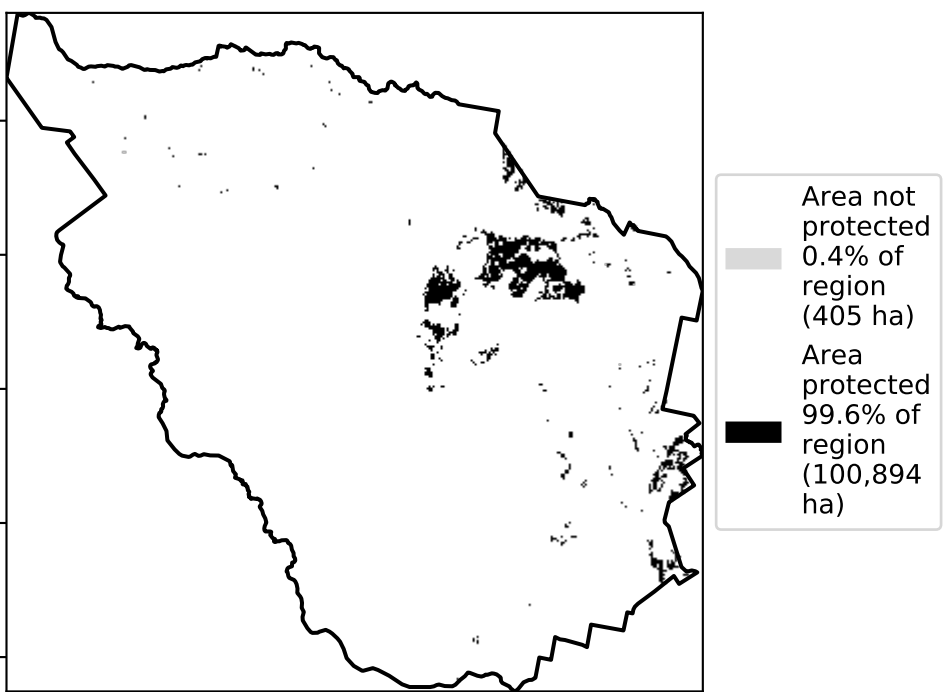 Area not
protected
0.4% of
region
(405 ha)
Area
protected
99.6% of
region
(100,894
ha)